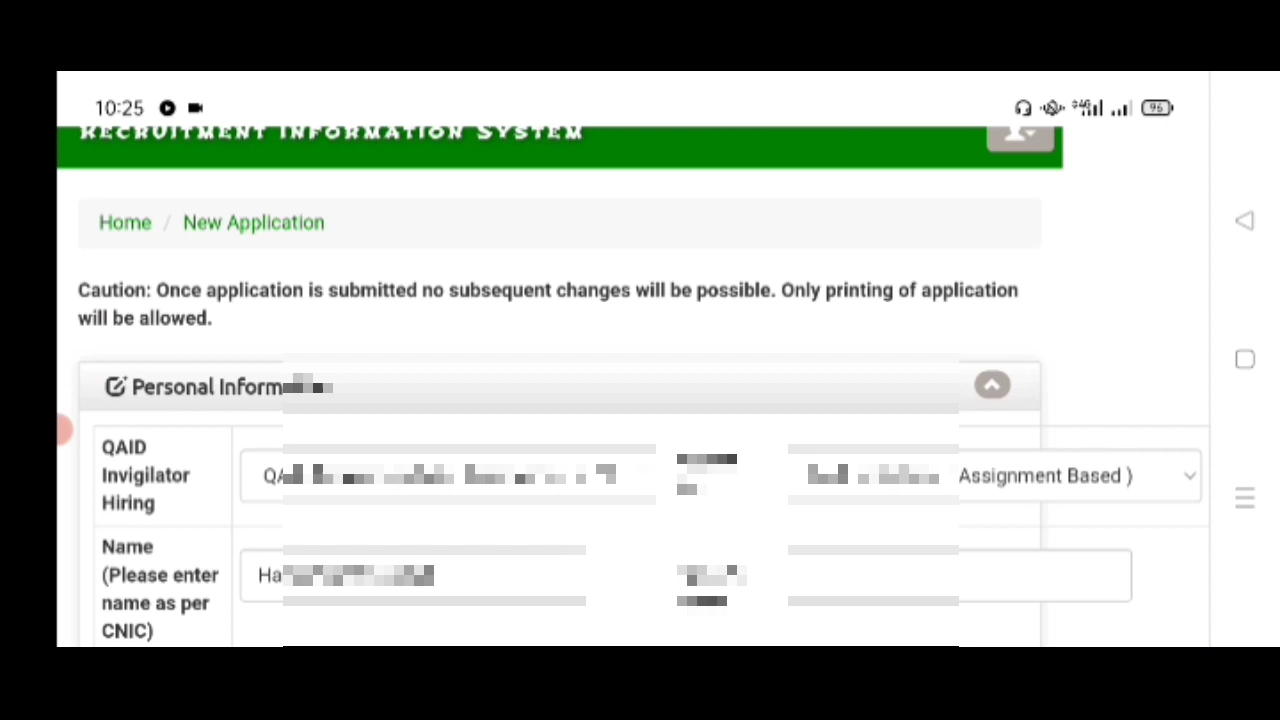 10:25
95
RECRUITMENT INFORMATION SYSTEM
Home / New Application
Caution: Once application is submitted no subsequent changes will be possible. Only printing of application
will be allowed.
Personal
QAID
Invigilator
Hiring
Assignment Based )
Name
(Please enter
name as per
CNIC)